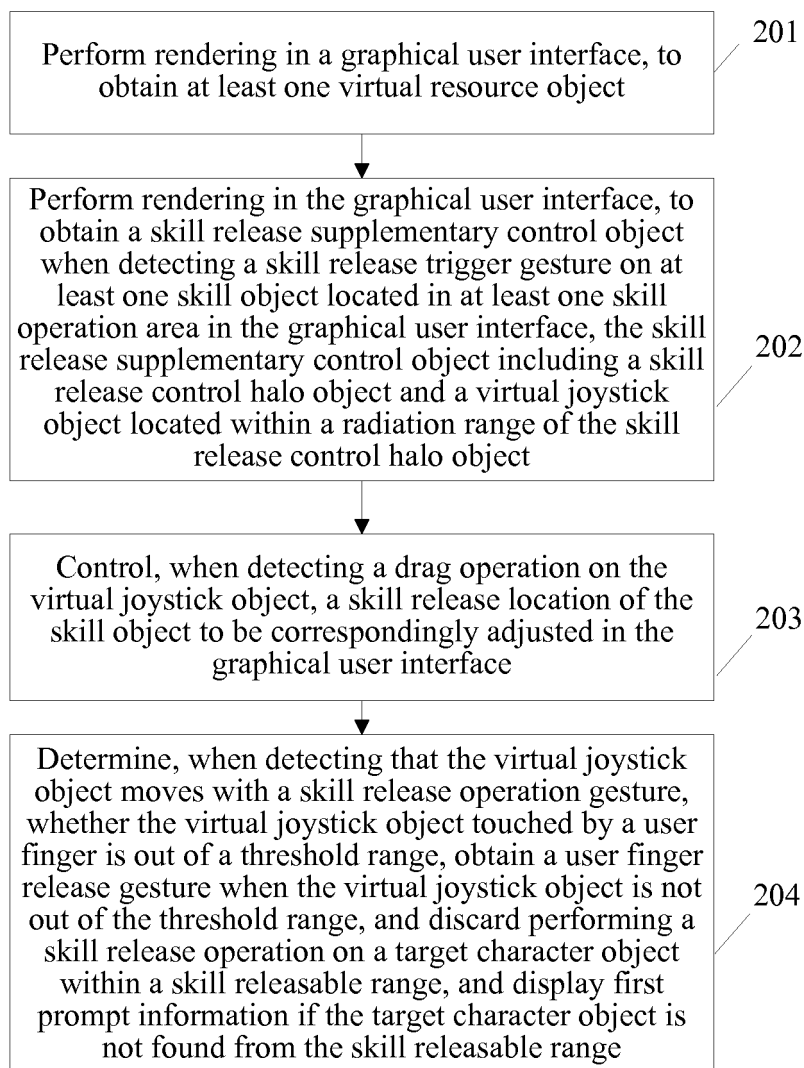 Perform rendering in a graphical user interface, to
obtain at least one virtual resource object
201
Perform rendering in the graphical user interface, to
obtain a skill release supplementary control object
when detecting a skill release trigger gesture on at
least one skill object located in at least one skill
operation area in the graphical user interface, the skill
release supplementary control object including a skill
release control halo object and a virtual joystick
object located within a radiation range of the skill
release control halo object
202
Control, when detecting a drag operation on the
virtual joystick object, a skill release location of the
skill object to be correspondingly adjusted in the
graphical user interface
203
Determine, when detecting that the virtual joystick
object moves with a skill release operation gesture,
whether the virtual joystick object touched by a user
finger is out of a threshold range, obtain a user finger
release gesture when the virtual joystick object is not
out of the threshold range, and discard performing a
skill release operation on a target character object
within a skill releasable range, and display first
prompt information if the target character object is
not found from the skill releasable range
204